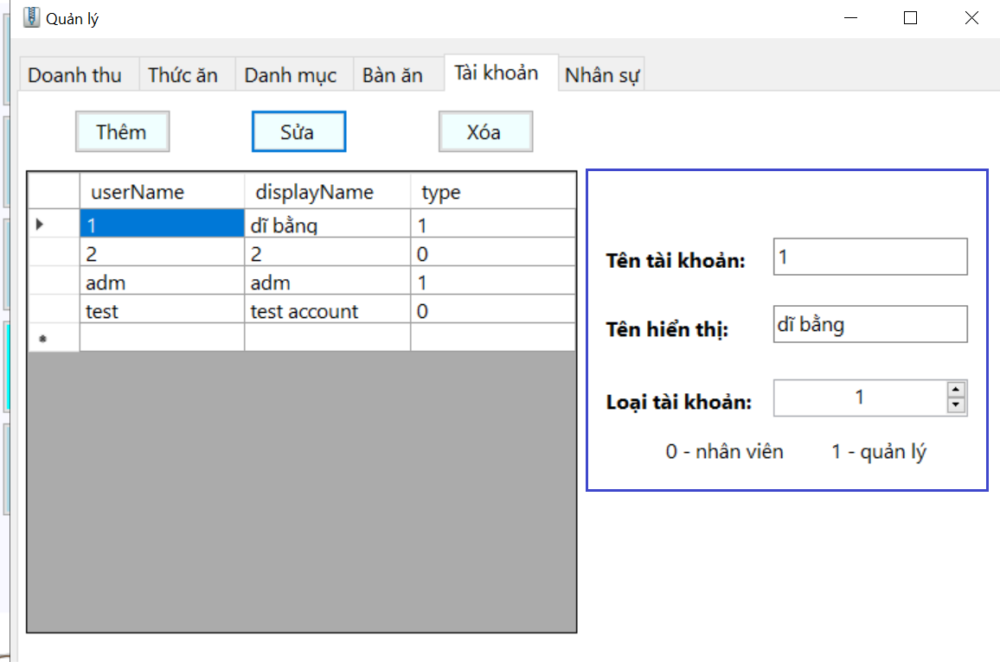 Quản lý
Doanh thu Thức ăn Danh mục Bàn ăn Tài khoản Nhân sự
Thêm Sửa Xóa
userName displayName type
1 dĩ bằng 1
2 2 0
adm adm 1
test test account 0
Tên tài khoản: 1
Tên hiển thị: dĩ bằng
Loại tài khoản: 1
0 - nhân viên 1 - quản lý